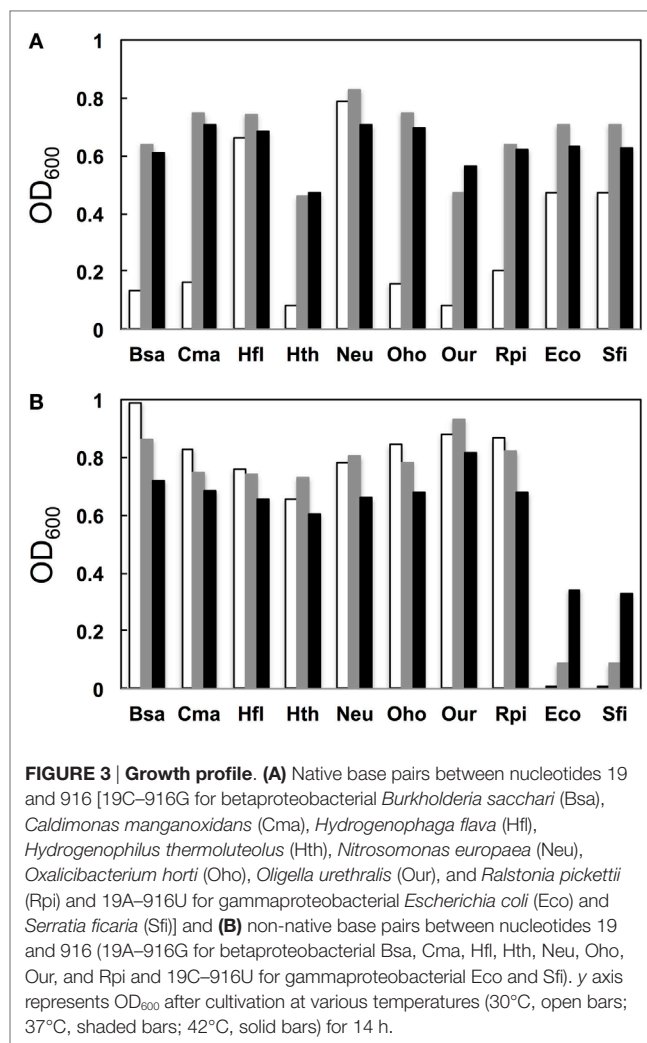 A
1
0.8
0.6
0.4
0.2
0
OD600
Bsa Cma Hfl Hth Neu Oho Our Rpi Eco Sfi
B
1
0.8
0.6
0.4
0.2
0
OD600
Bsa Cma Hfl Hth Neu Oho Our Rpi Eco Sfi
FIGURE 3 | Growth profile. (A) Native base pairs between nucleotides 19
and 916 [19C–916G for betaproteobacterial Burkholderia sacchari (Bsa),
Caldimonas manganoxidans (Cma), Hydrogenophaga flava (Hfl),
Hydrogenophilus thermoluteolus (Hth), Nitrosomonas europaea (Neu),
Oxalicibacterium horti (Oho), Oligella urethralis (Our), and Ralstonia pickettii
(Rpi) and 19A–916U for gammaproteobacterial Escherichia coli (Eco) and
Serratia ficaria (Sfi)] and (B) non-native base pairs between nucleotides 19
and 916 (19A–916G for betaproteobacterial Bsa, Cma, Hfl, Hth, Neu, Oho,
Our, and Rpi and 19C–916U for gammaproteobacterial Eco and Sfi). y axis
represents OD600 after cultivation at various temperatures (30°C, open bars;
37°C, shaded bars; 42°C, solid bars) for 14 h.